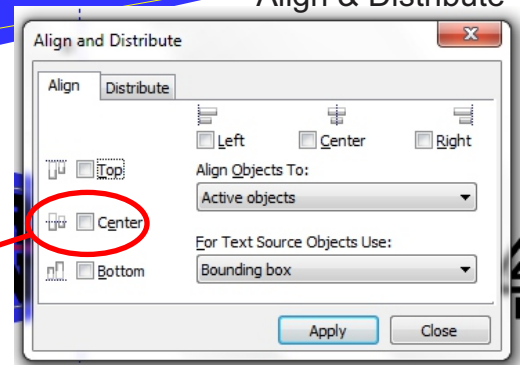 Align & Distribute
Align and Distribute
Align Distribute
Left Center Right
Top
Align Objects To:
Active objects
Center
For Text Source Objects Use:
Bounding box
Bottom
Apply Close